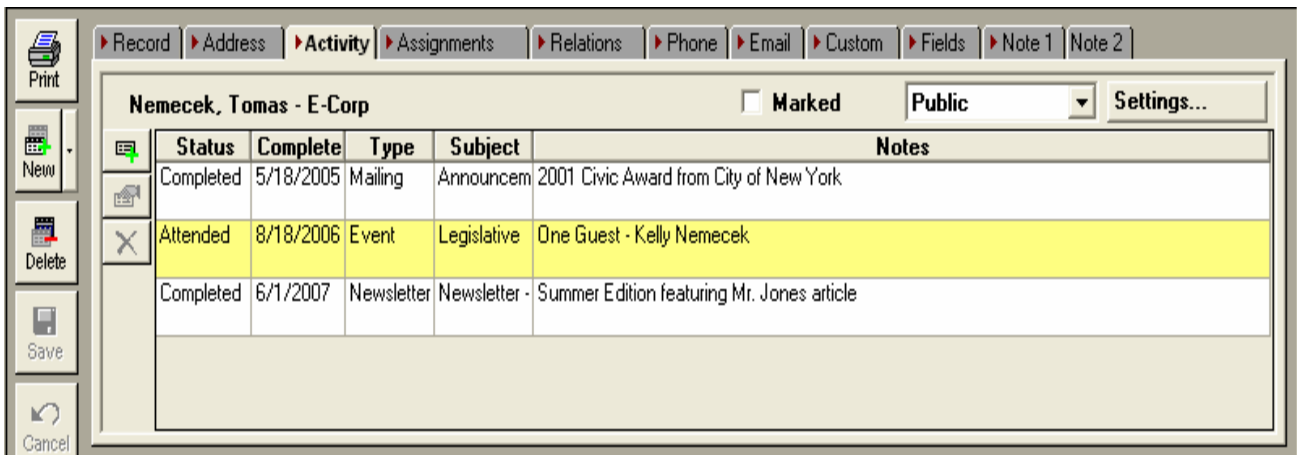 Print
New
Delete
Save
Cancel
Record Address Activity Assignments Relations Phone Email Custom Fields Note 1 Note 2
Nemecek, Tomas - E-Corp Marked Public Settings...
Status Complete Type Subject Notes
Completed 5/18/2005 Mailing Announcem 2001 Civic Award from City of New York
Attended 8/18/2006 Event Legislative One Guest - Kelly Nemecek
Completed 6/1/2007 Newsletter Newsletter - Summer Edition featuring Mr. Jones article